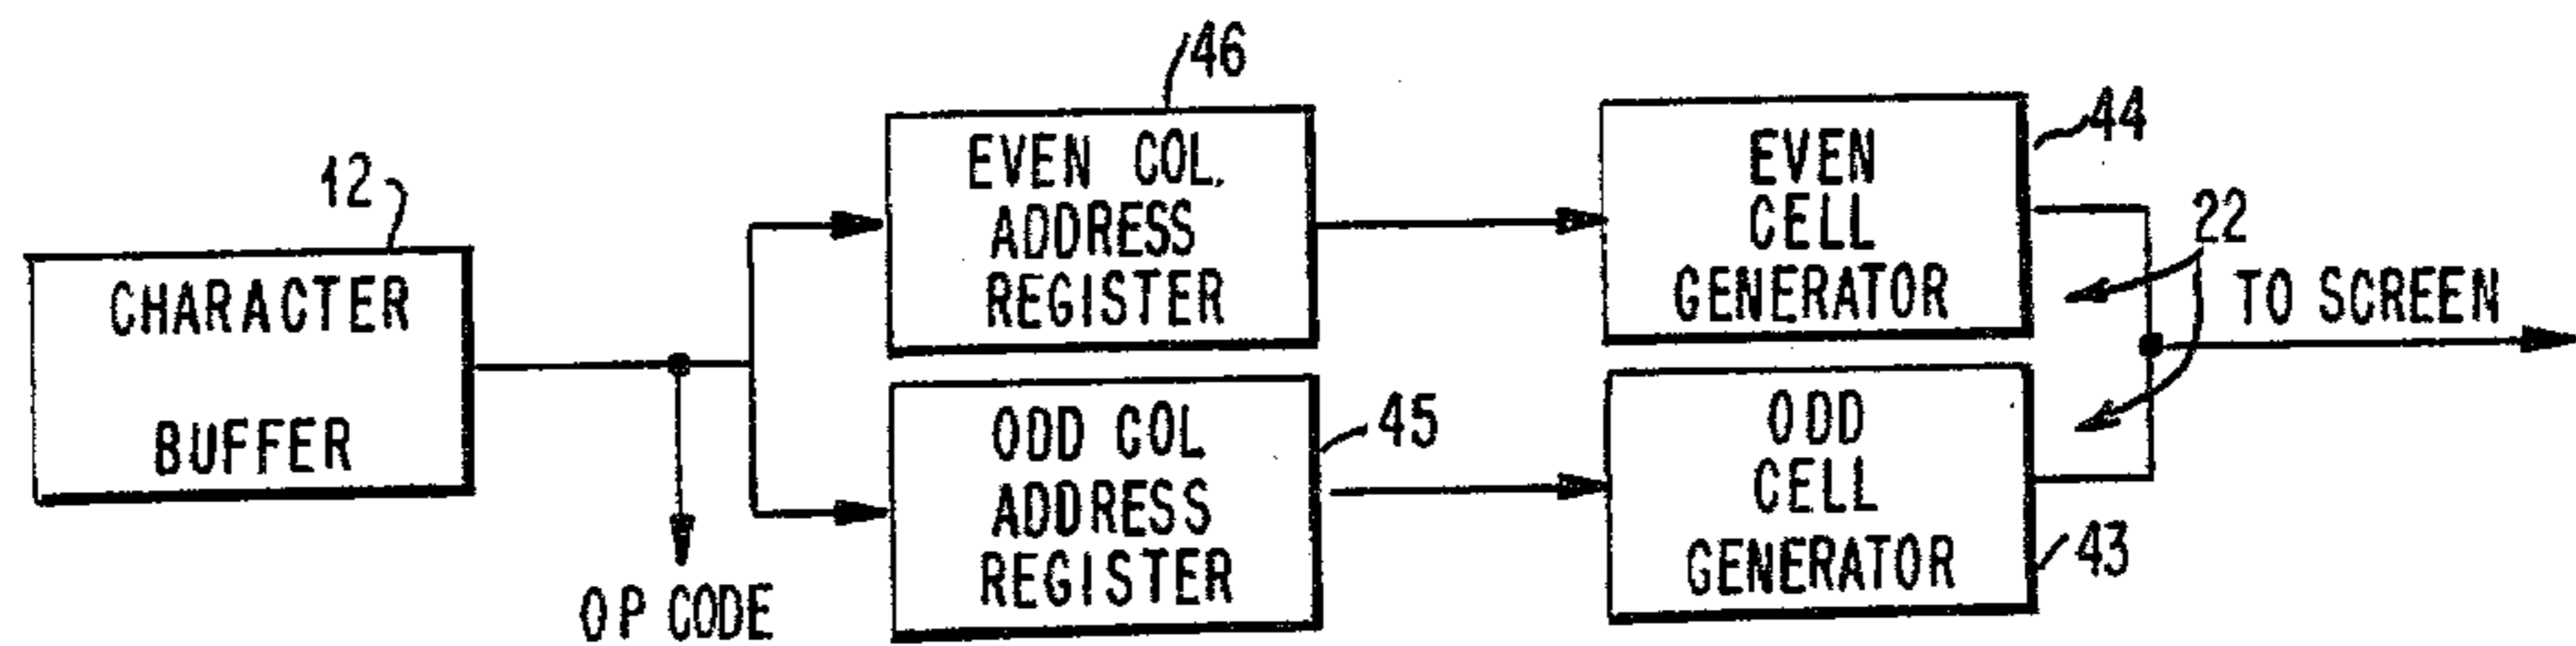 12
CHARACTER
BUFFER
OP CODE
46
EVEN COL.
ADDRESS
REGISTER
45
ODD COL
ADDRESS
REGISTER
44
EVEN
CELL
GENERATOR
43
ODD
CELL
GENERATOR
22
TO SCREEN